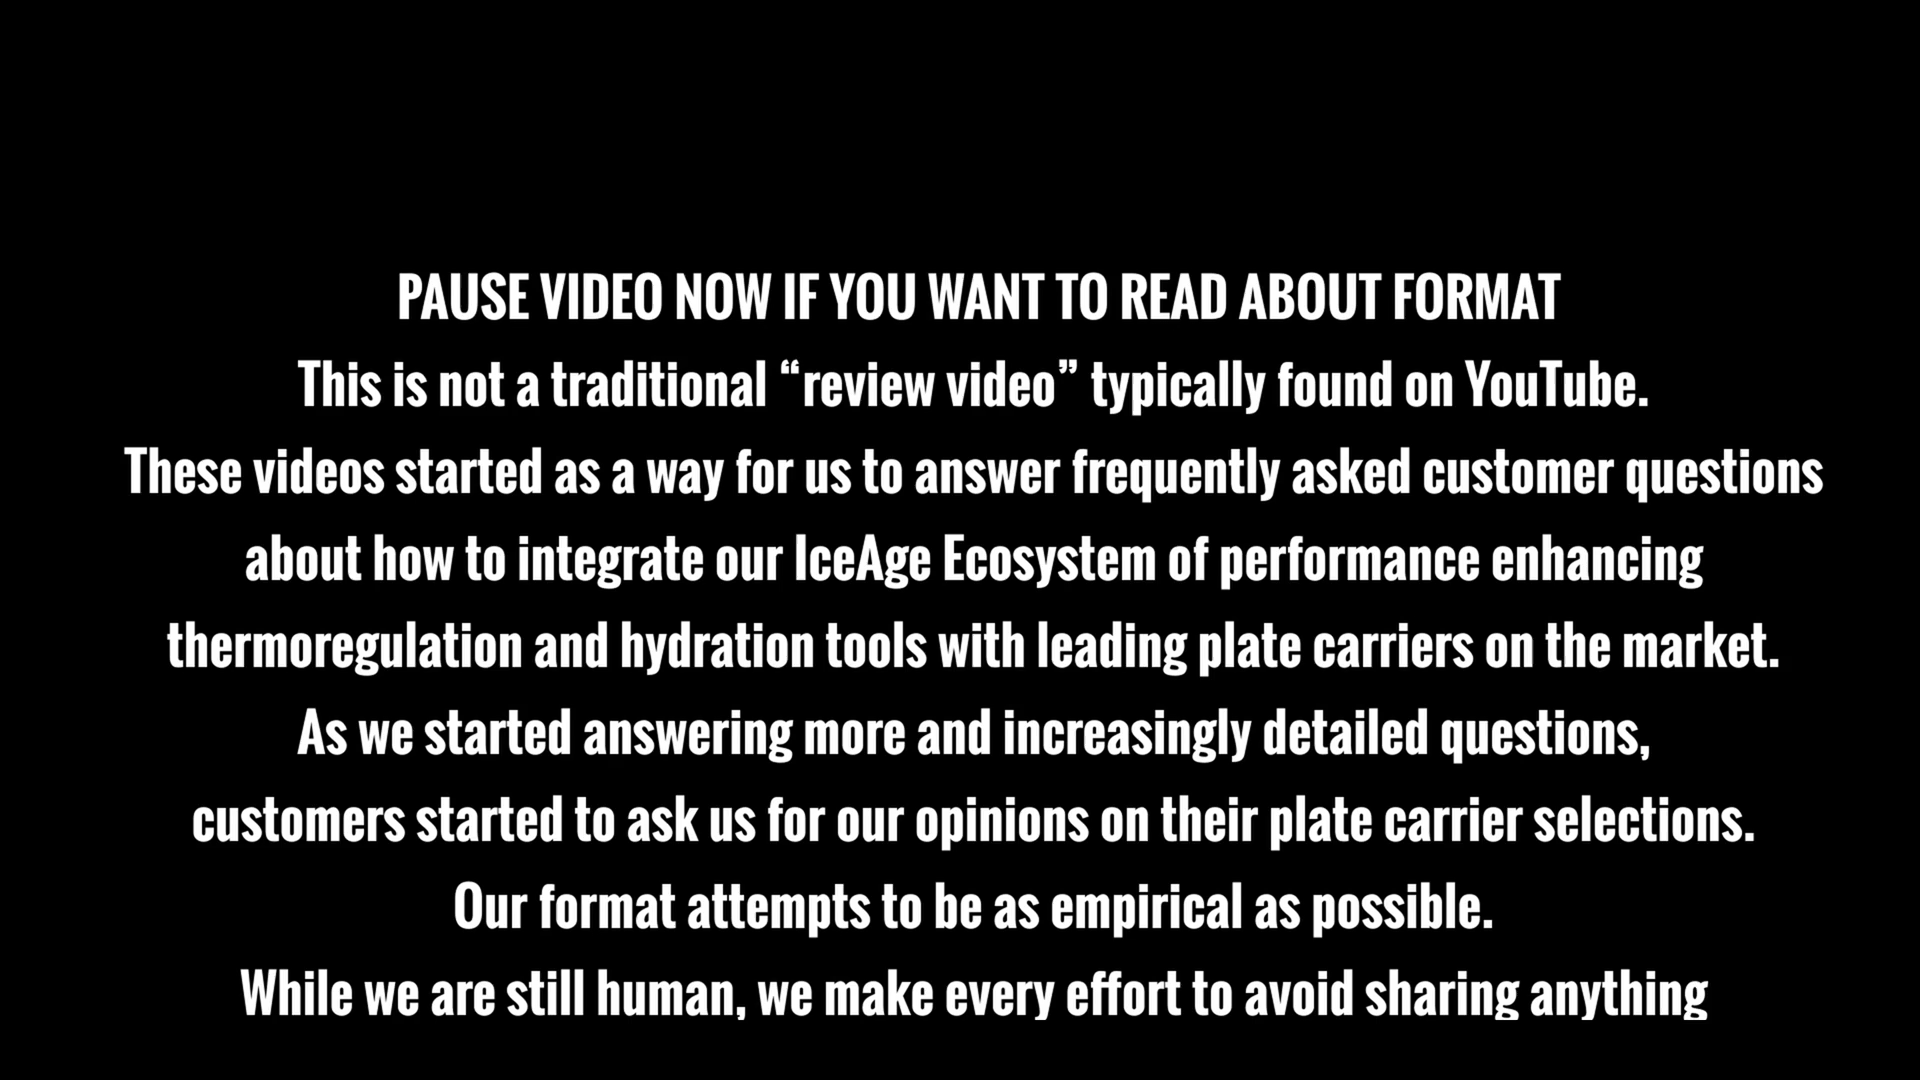 PAUSE VIDEO NOW IF YOU WANT TO READ ABOUT FORMAT
This is not a traditional “review video” typically found on YouTube.
These videos started as a way for us to answer frequently asked customer questions
about how to integrate our IceAge Ecosystem of performance enhancing
thermoregulation and hydration tools with leading plate carriers on the market.
As we started answering more and increasingly detailed questions,
customers started to ask us for our opinions on their plate carrier selections.
Our format attempts to be as empirical as possible.
While we are still human, we make every effort to avoid sharing anything